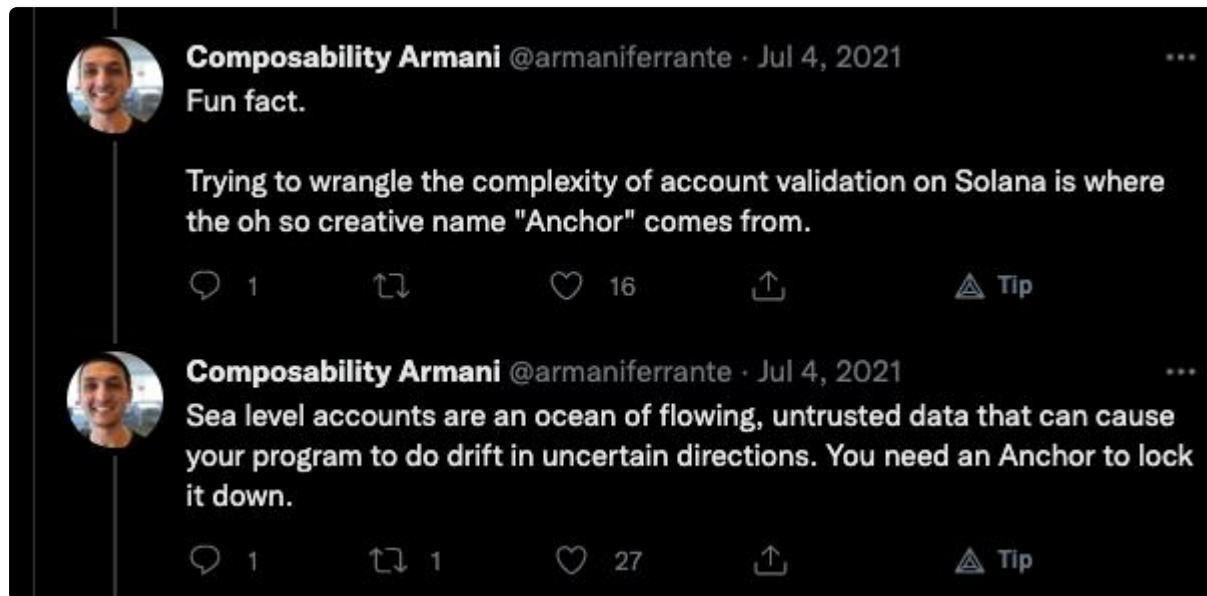 Composability Armani @armaniferrante · Jul 4, 2021
Fun fact.
Trying to wrangle the complexity of account validation on Solana is where
the oh so creative name "Anchor" comes from.
1 16 Tip
Composability Armani @armaniferrante · Jul 4, 2021
Sea level accounts are an ocean of flowing, untrusted data that can cause
your program to do drift in uncertain directions. You need an Anchor to lock
it down.
1 1 27 Tip